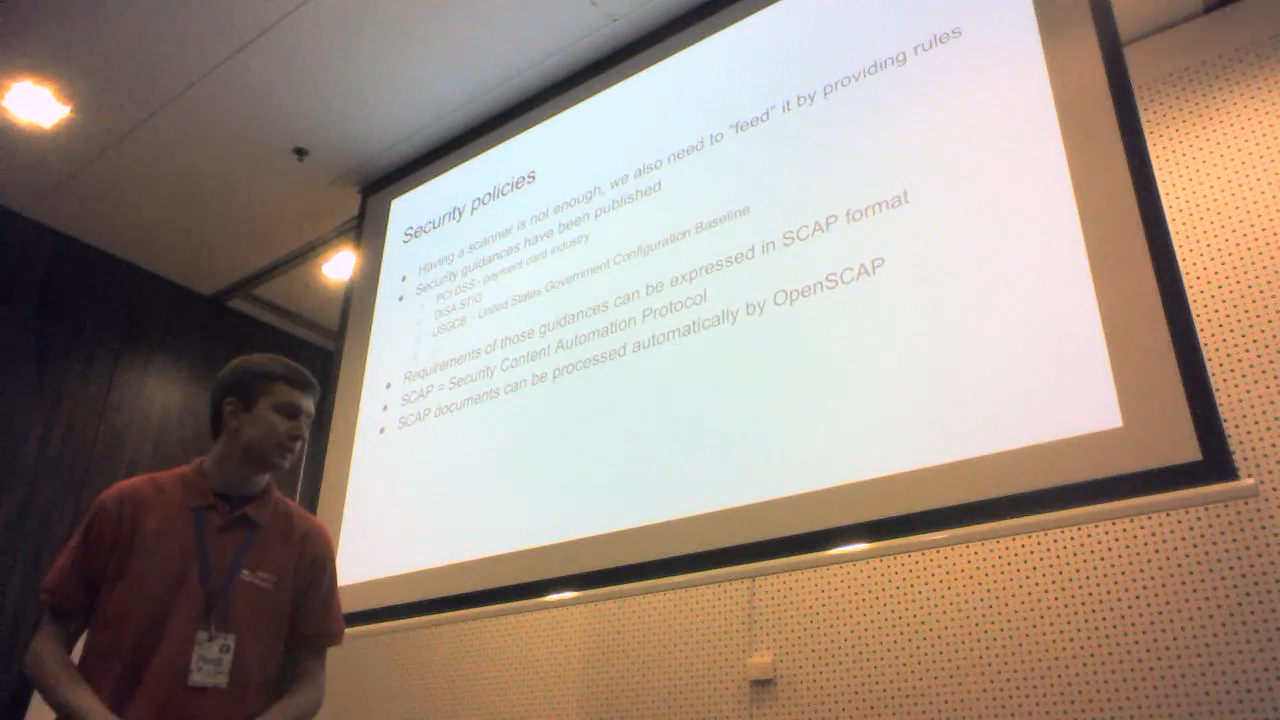 Security policies
● Having a scanner is not enough, we also need to "feed" it by providing rules
● Security guidances have been published
○ PCI DSS - payment card industry
○ DISA STIG
○ USGCB - United States Government Configuration Baseline
● Requirements of those guidances can be expressed in SCAP format
● SCAP = Security Content Automation Protocol
● SCAP documents can be processed automatically by OpenSCAP